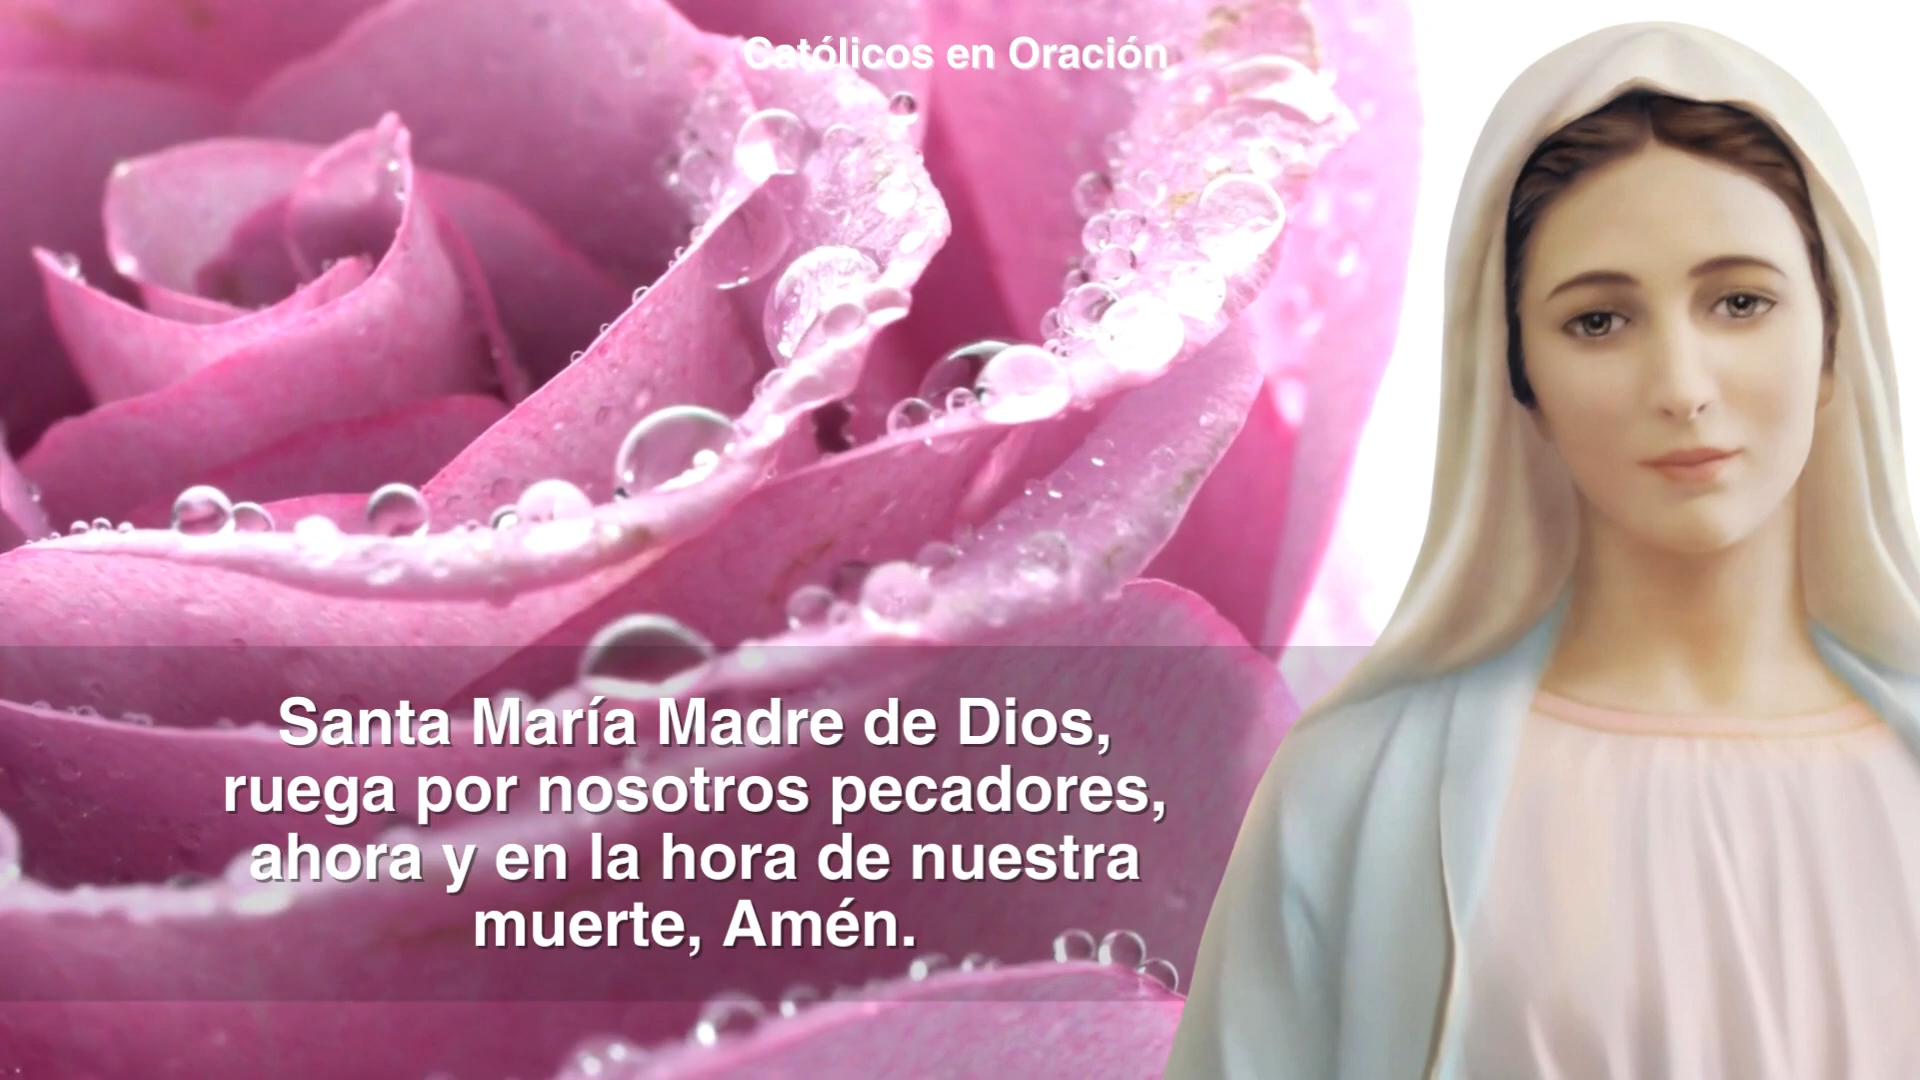 Católicos en Oración
Santa María Madre de Dios,
ruega por nosotros pecadores,
ahora y en la hora de nuestra
muerte, Amén.